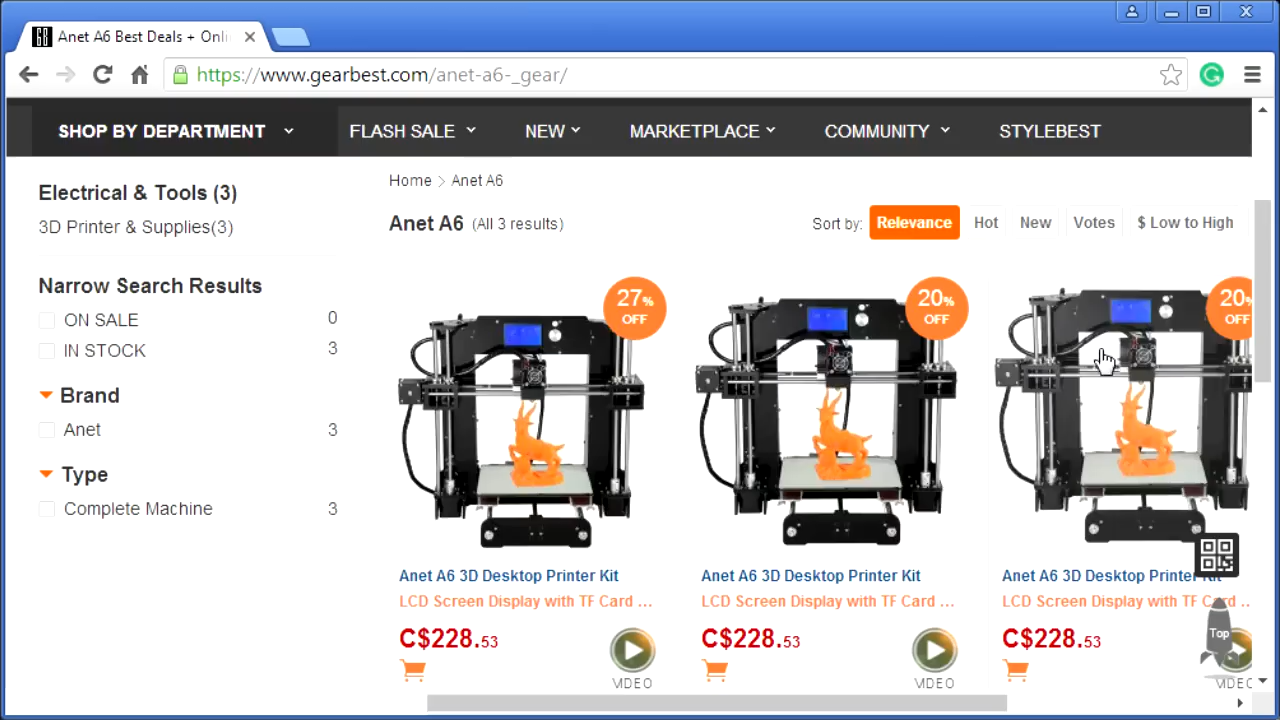 Anet A6 Best Deals + Onli
https://www.gearbest.com/anet-a6-_gear/
SHOP BY DEPARTMENT
FLASH SALE
NEW
MARKETPLACE
COMMUNITY
STYLEBEST
Electrical & Tools (3)
3D Printer & Supplies(3)
Narrow Search Results
ON SALE 0
IN STOCK 3
Brand
Anet 3
Type
Complete Machine 3
Home > Anet A6
Anet A6 (All 3 results)
Sort by: Relevance Hot New Votes $ Low to High
27% OFF
20% OFF
20% OFF
Anet A6 3D Desktop Printer Kit
LCD Screen Display with TF Card ...
C$228.53
VIDEO
Anet A6 3D Desktop Printer Kit
LCD Screen Display with TF Card ...
C$228.53
VIDEO
Anet A6 3D Desktop Printer Kit
LCD Screen Display with TF Card ..
C$228.53
VIDEO
Top